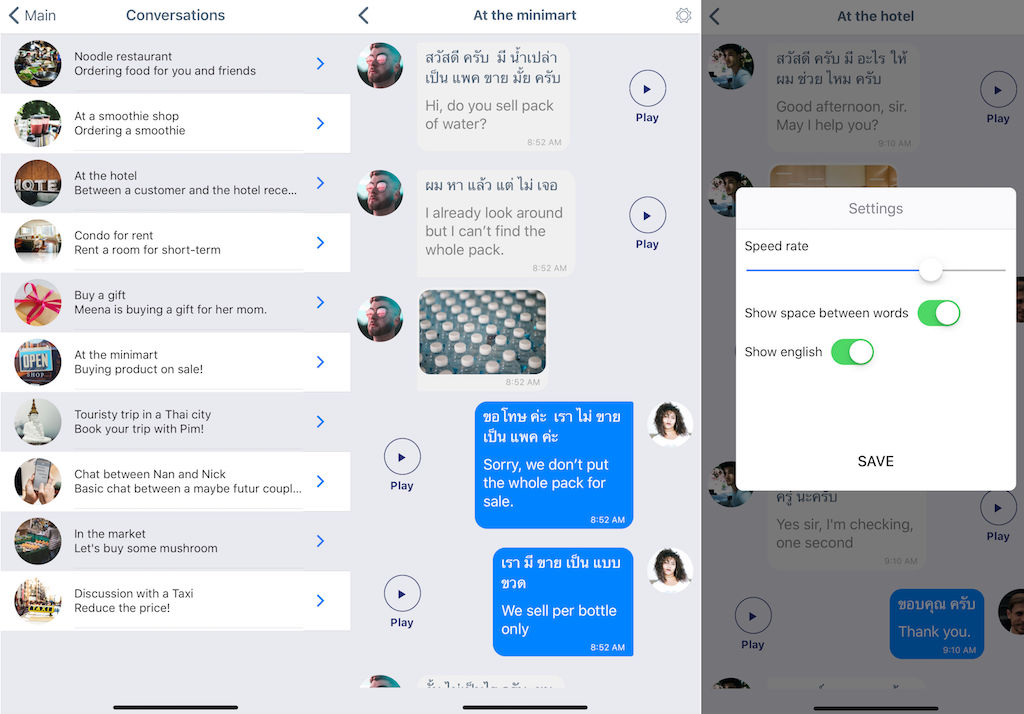 Main
Conversations
Noodle restaurant
Ordering food for you and friends
At a smoothie shop
Ordering a smoothie
HOTE
At the hotel
Between a customer and the hotel rece...
Condo for rent
Rent a room for short-term
Buy a gift
Meena is buying a gift for her mom.
OPEN
SHOP
At the minimart
Buying product on sale!
Touristy trip in a Thai city
Book your trip with Pim!
Chat between Nan and Nick
Basic chat between a maybe futur coupl...
In the market
Let's buy some mushroom
TAXI
Discussion with a Taxi
Reduce the price!
At the minimart
สวัสดี ครับ มี น้ำเปล่า
เป็น แพค ขาย มั้ย ครับ
Hi, do you sell pack
of water?
8:52 AM
Play
ผม หา แล้ว แต่ ไม่ เจอ
I already look around
but I can't find the
whole pack.
8:52 AM
Play
8:52 AM
ขอโทษ ค่ะ เรา ไม่ ขาย
เป็น แพค ค่ะ
Sorry, we don't put
the whole pack for
sale.
8:52 AM
Play
เรา มี ขาย เป็น แบบ
ขวด
We sell per bottle
only
8:52 AM
Play
At the hotel
สวัสดี ครับ มี อะไร ให้
ผม ช่วย ไหม ครับ
Good afternoon, sir.
May I help you?
9:10 AM
Play
Settings
Speed rate
Show space between words
Show english
SAVE
ครู่ นะครับ
Yes sir, I'm checking,
one second
9:10 AM
Play
ขอบคุณ ครับ
Thank you.
9:10 AM
Play